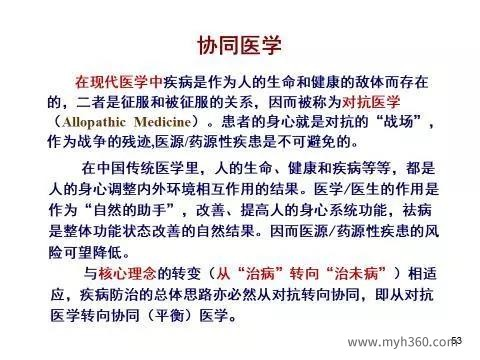 协同医学
在现代医学中疾病是作为人的生命和健康的敌体而存在
的，二者是征服和被征服的关系，因而被称为对抗医学
（Allopathic Medicine）。患者的身心就是对抗的“战场”，
作为战争的残迹,医源/药源性疾患是不可避免的。
在中国传统医学里，人的生命、健康和疾病等等，都是
人的身心调整内外环境相互作用的结果。医学/医生的作用是
作为“自然的助手”，改善、提高人的身心系统功能，祛病
是整体功能状态改善的自然结果。因而医源/药源性疾患的风
险可望降低。
与核心理念的转变（从“治病”转向“治未病”）相适
应，疾病防治的总体思路亦必然从对抗转向协同，即从对抗
医学转向协同（平衡）医学。
www.myh360.com
53